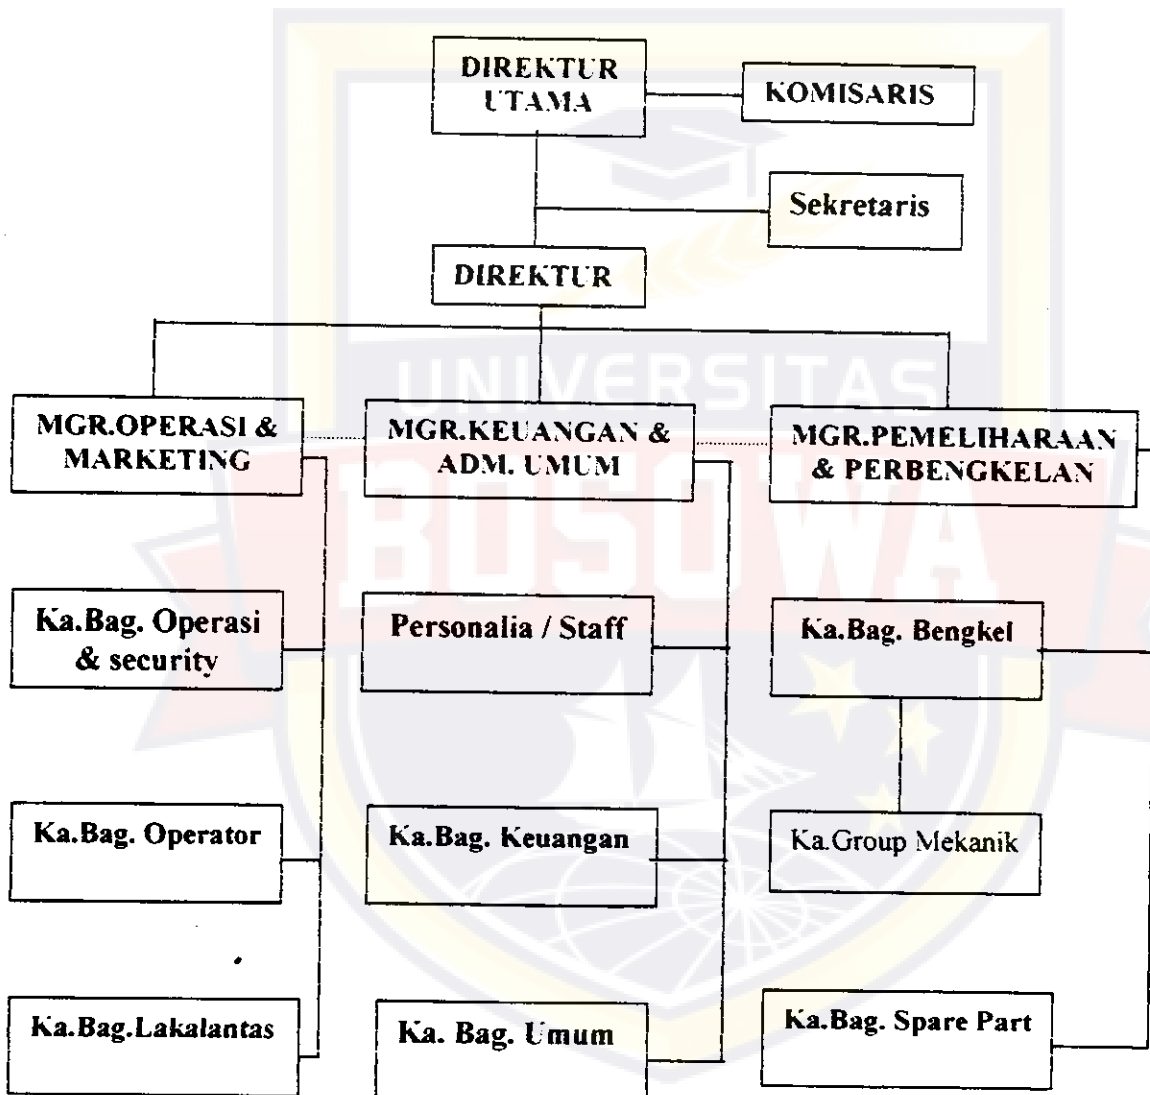 DIREKTUR
UTAMA
KOMISARIS
Sekretaris
DIREKTUR
UNIVERSITAS
MGR.OPERASI &
MARKETING
MGR.KEUANGAN &
ADM. UMUM
MGR.PEMELIHARAAN
& PERBENGKELAN
BOSOWA
Ka.Bag. Operasi
& security
Personalia / Staff
Ka.Bag. Bengkel
Ka.Bag. Operator
Ka.Bag. Keuangan
Ka.Group Mekanik
Ka.Bag.Lakalantas
Ka. Bag. Umum
Ka.Bag. Spare Part